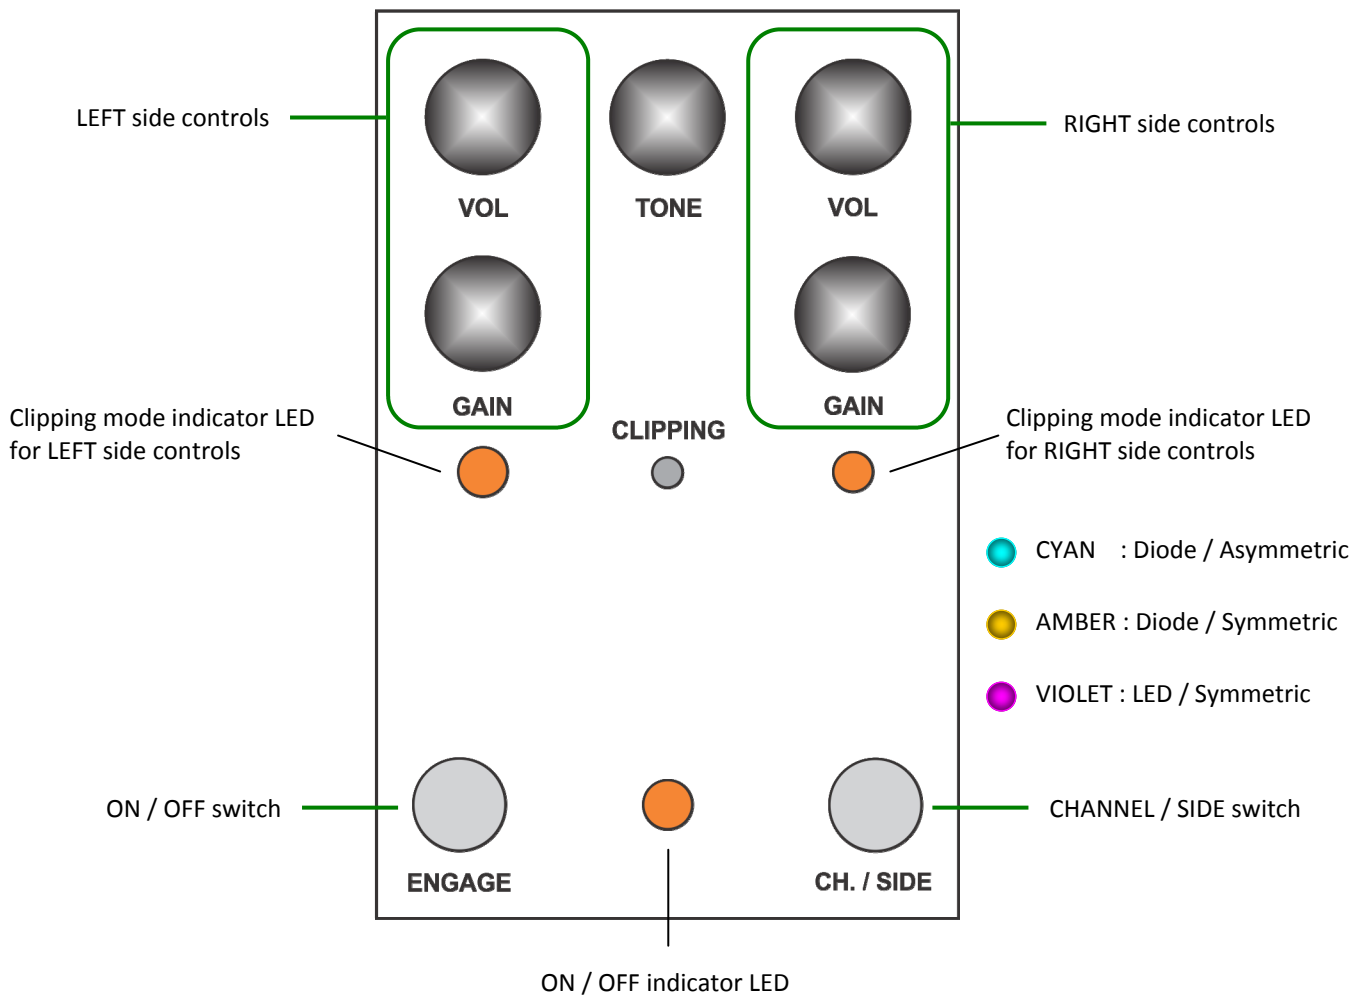 LEFT side controls
RIGHT side controls
VOL
TONE
VOL
GAIN
GAIN
CLIPPING
Clipping mode indicator LED
for LEFT side controls
Clipping mode indicator LED
for RIGHT side controls
CYAN : Diode / Asymmetric
AMBER : Diode / Symmetric
VIOLET : LED / Symmetric
ON / OFF switch
CHANNEL / SIDE switch
ENGAGE
CH. / SIDE
ON / OFF indicator LED